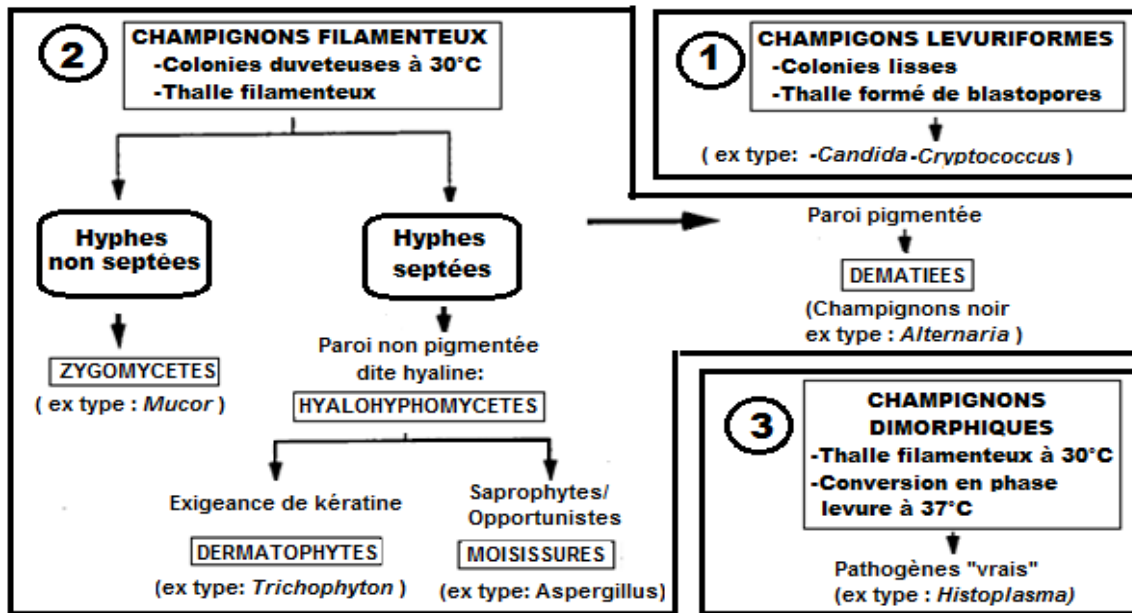 2
CHAMPIGNONS FILAMENTEUX
-Colonies duveteuses à 30°C
-Thalle filamenteux
Hyphes
non septées
ZYGOMYCETES
( ex type : Mucor )
Hyphes
septées
Paroi non pigmentée
dite hyaline:
HYALOHYPHOMYCETES
Exigeance de kératine
DERMATOPHYTES
(ex type: Trichophyton )
Saprophytes/
Opportunistes
MOISISSURES
(ex type: Aspergillus)
1
CHAMPIGONS LEVURIFORMES
-Colonies lisses
-Thalle formé de blastopores
( ex type: -Candida -Cryptococcus )
Paroi pigmentée
DEMATIEES
(Champignons noir
ex type : Alternaria )
3
CHAMPIGNONS
DIMORPHIQUES
-Thalle filamenteux à 30°C
-Conversion en phase
levure à 37°C
Pathogènes "vrais"
(ex type : Histoplasma)